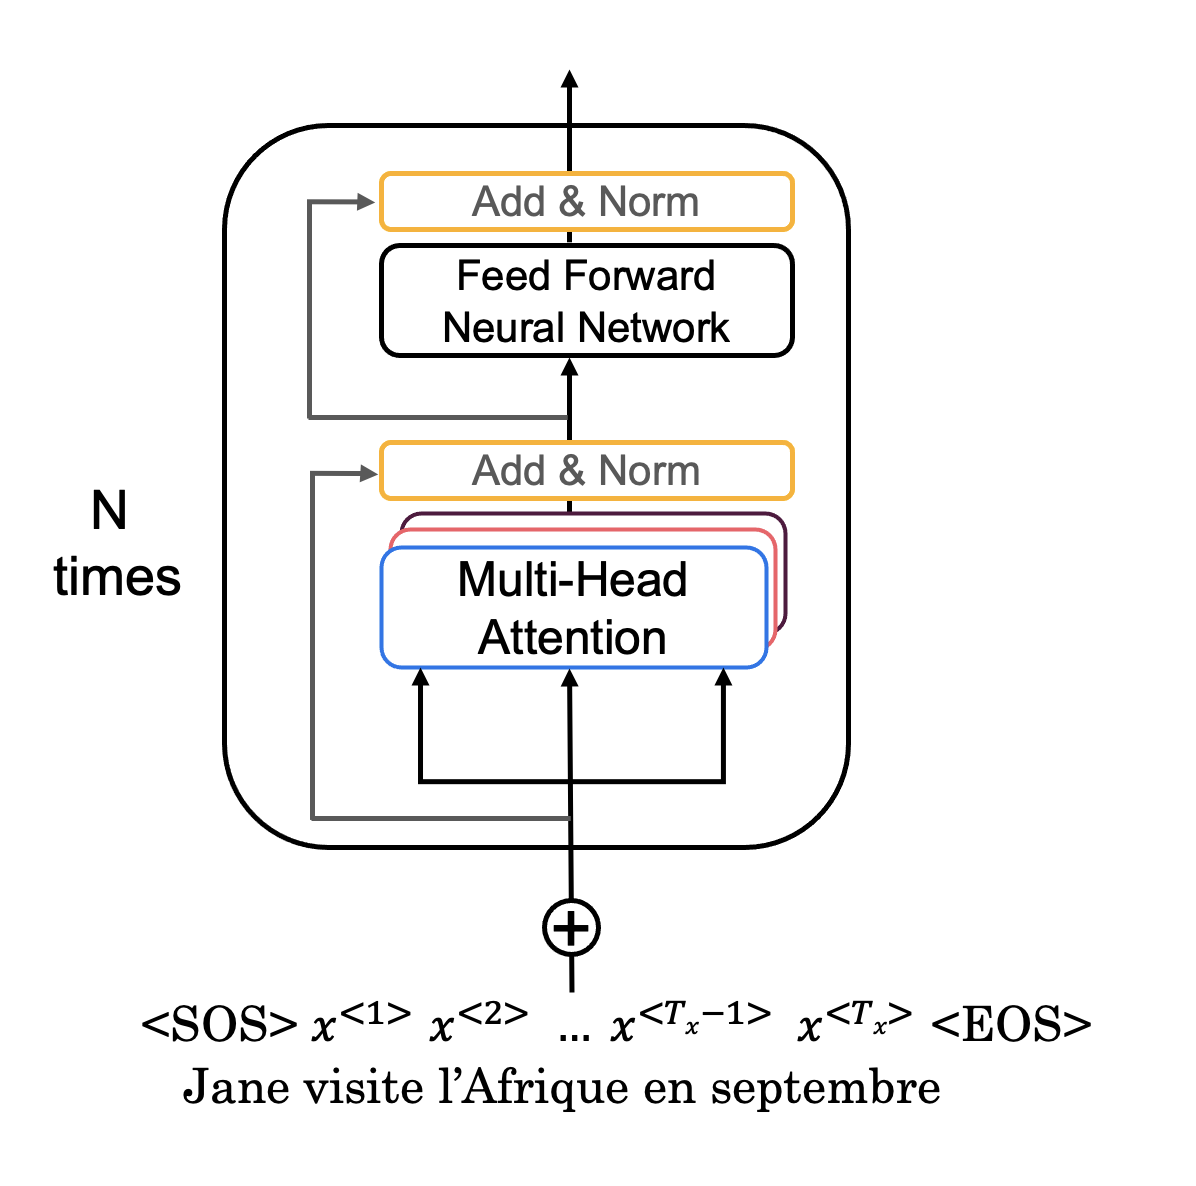 Add & Norm
Feed Forward
Neural Network
Add & Norm
N
times
Multi-Head
Attention
+
<SOS> x^<1> x^<2> ... x^<T_x−1> x^<T_x> <EOS>
Jane visite l’Afrique en septembre